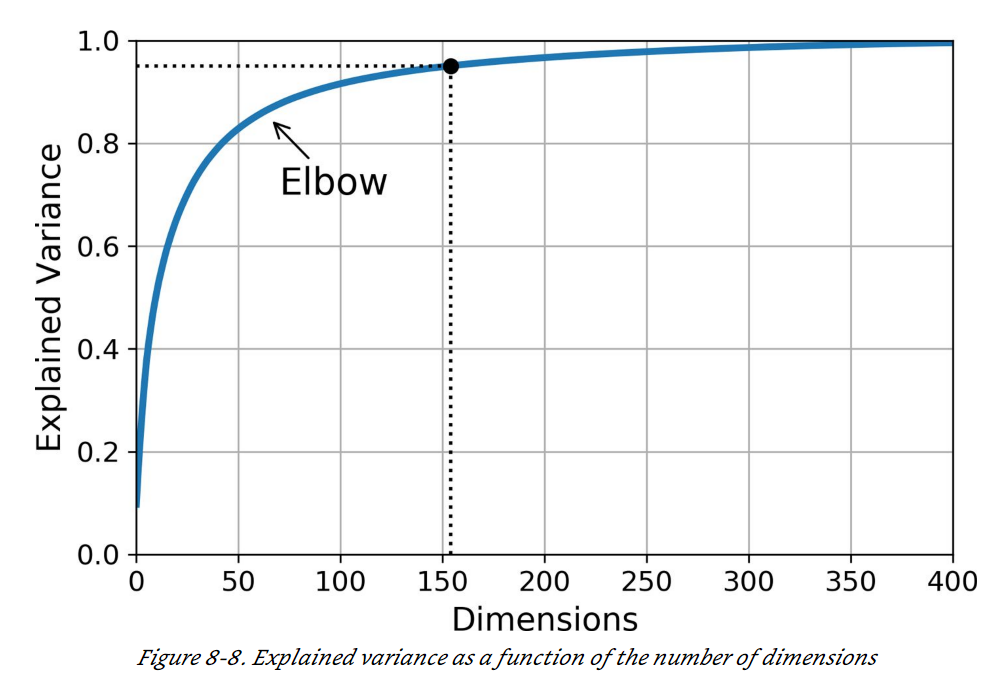 1.0
0.8
0.6
0.4
0.2
0.0
Explained Variance
Elbow
0 50 100 150 200 250 300 350 400
Dimensions
Figure 8-8. Explained variance as a function of the number of dimensions